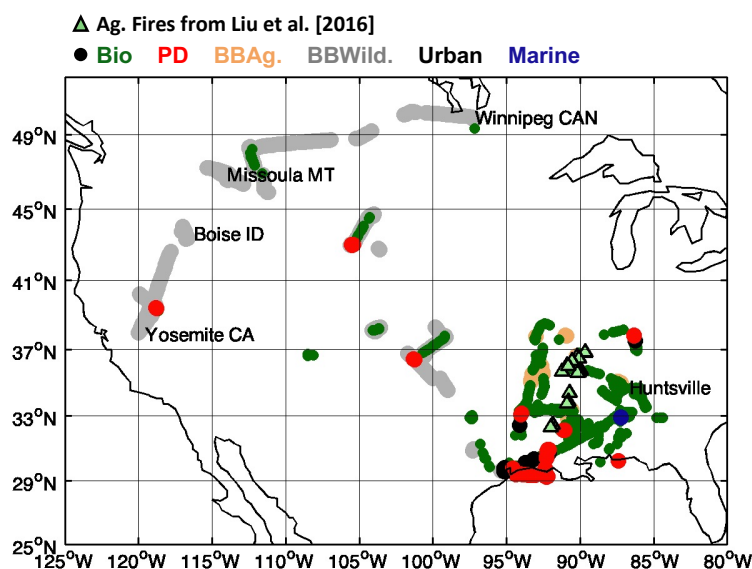 Ag. Fires from Liu et al. [2016]
Bio PD BBAg. BBWild. Urban Marine
Winnipeg CAN
49°N
Missoula MT
45°N
Boise ID
41°N
Yosemite CA
37°N
Huntsville
33°N
29°N
25°N
125°W 120°W 115°W 110°W 105°W 100°W 95°W 90°W 85°W 80°W